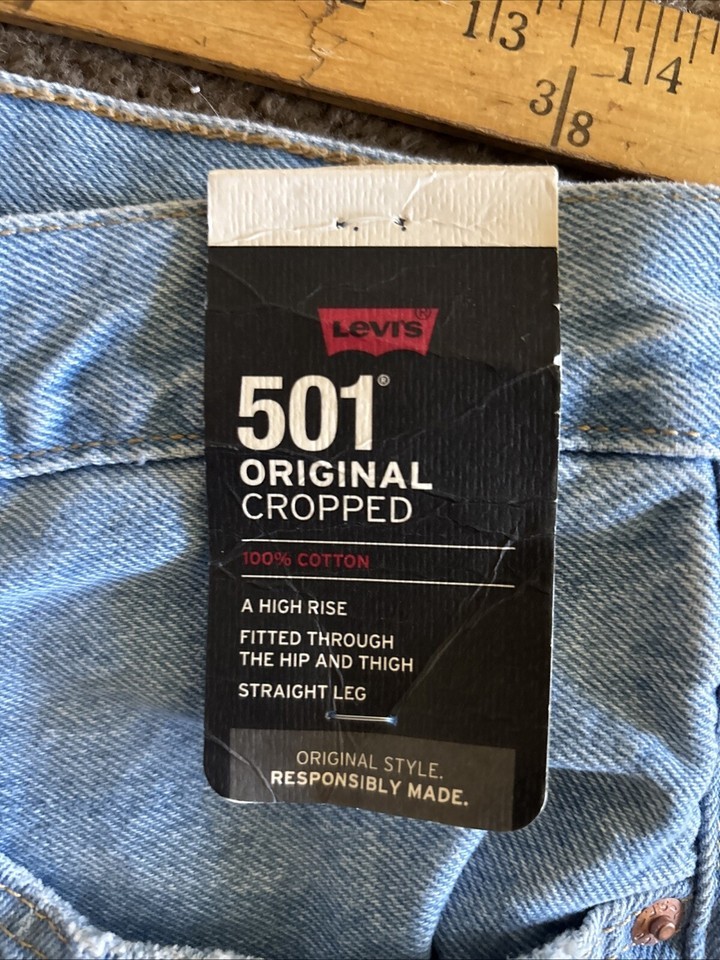 13
14
3/8
Levi's®
501®
ORIGINAL
CROPPED
100% COTTON
A HIGH RISE
FITTED THROUGH
THE HIP AND THIGH
STRAIGHT LEG
ORIGINAL STYLE.
RESPONSIBLY MADE.